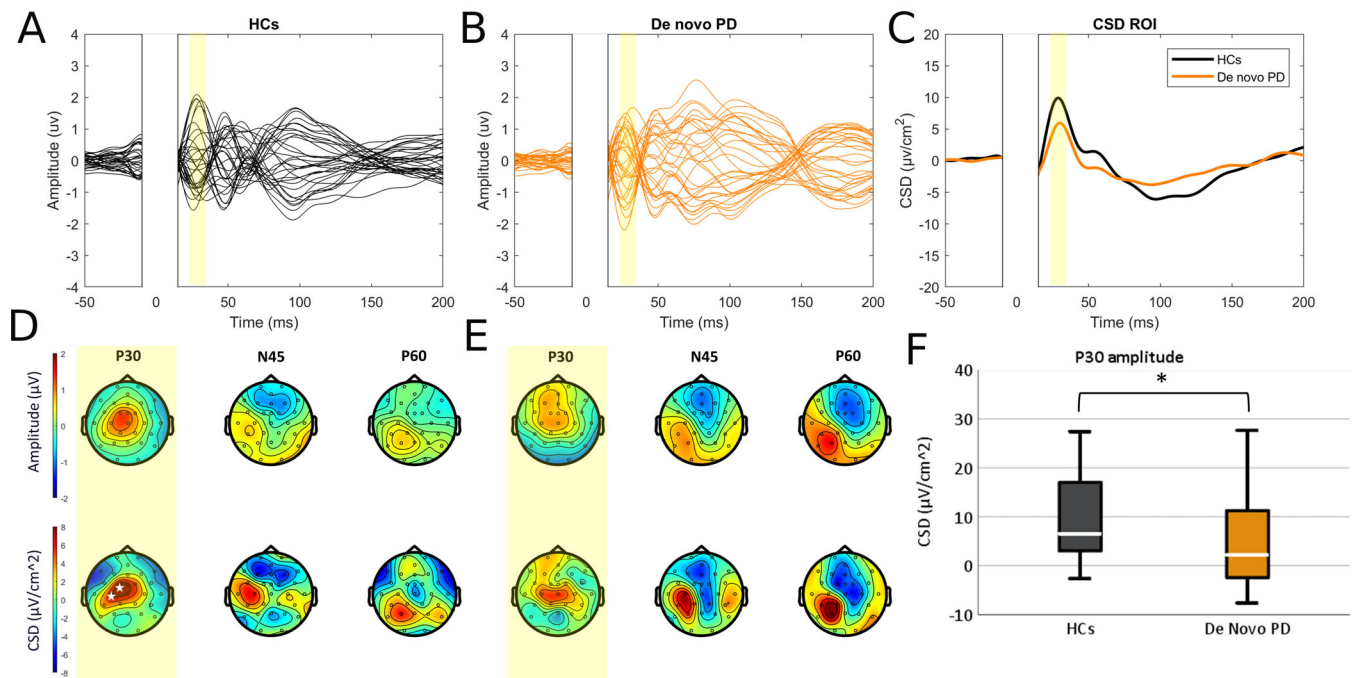 A
HCs
4
3
2
1
0
-1
-2
-3
-4
Amplitude (uv)
-50 0 50 100 150 200
Time (ms)
B
De novo PD
4
3
2
1
0
-1
-2
-3
-4
Amplitude (uv)
-50 0 50 100 150 200
Time (ms)
C
CSD ROI
HCs
De novo PD
20
15
10
5
0
-5
-10
-15
-20
CSD (µv/cm²)
-50 0 50 100 150 200
Time (ms)
D
P30 N45 P60
Amplitude (µV)
2
1
0
-1
-2
CSD (µV/cm^2)
8
6
4
2
0
-2
-4
-6
-8
E
P30 N45 P60
F
P30 amplitude
*
40
30
20
10
0
-10
CSD (µV/cm^2)
HCs De Novo PD